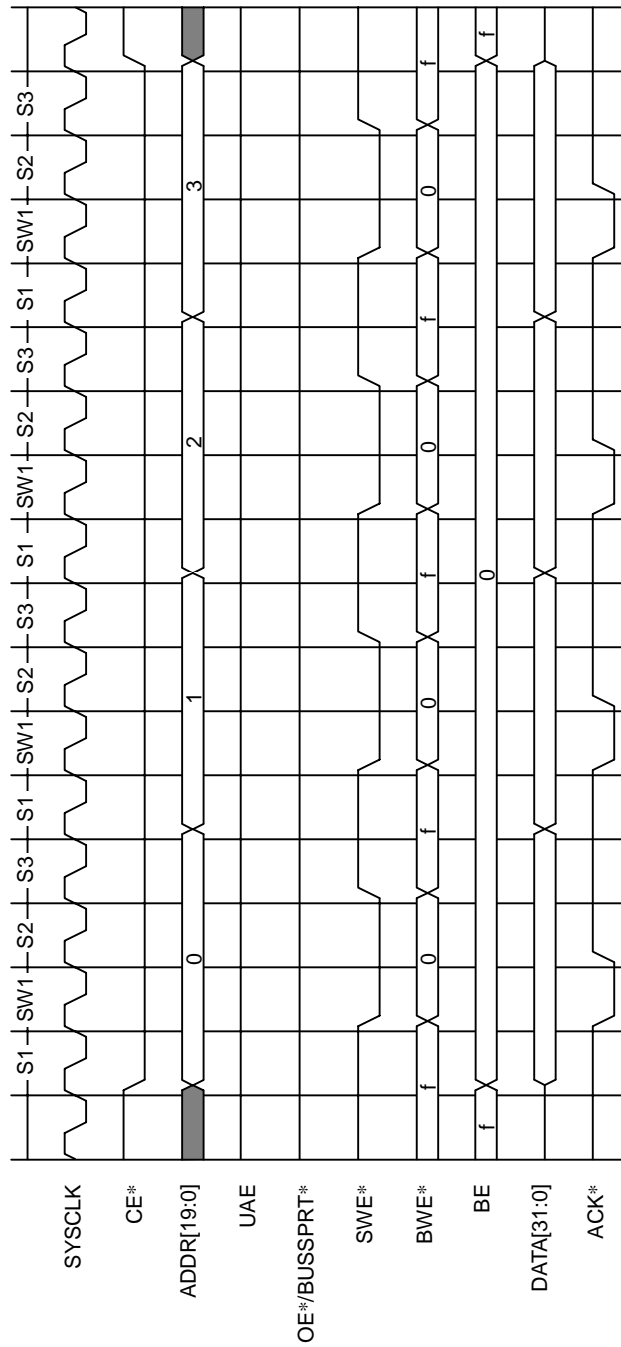 S1 SW1 S2 S3 S1 SW1 S2 S3 S1 SW1 S2 S3 S1 SW1 S2 S3
SYSCLK
CE*
ADDR[19:0] 0 1 2 3
UAE
OE*/BUSSPRT*
SWE*
BWE* f 0 f 0 f 0 f 0 f
BE f 0 f
DATA[31:0]
ACK*